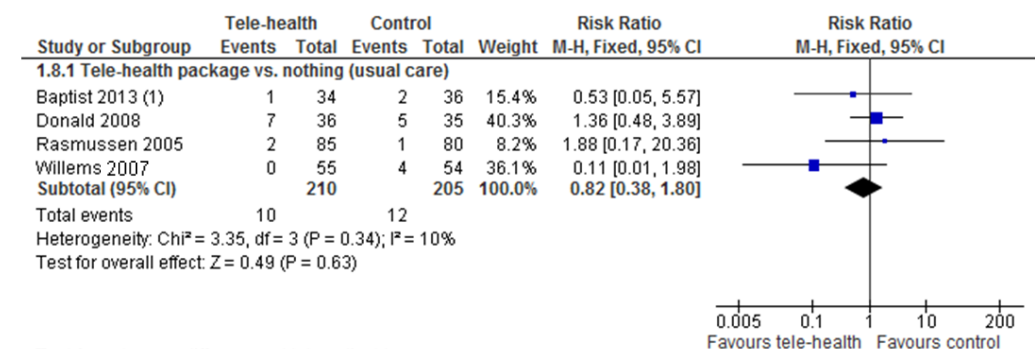 Tele-health Control Risk Ratio Risk Ratio
Study or Subgroup Events Total Events Total Weight M-H, Fixed, 95% CI M-H, Fixed, 95% CI
1.8.1 Tele-health package vs. nothing (usual care)
Baptist 2013 (1) 1 34 2 36 15.4% 0.53 [0.05, 5.57]
Donald 2008 7 36 5 35 40.3% 1.36 [0.48, 3.89]
Rasmussen 2005 2 85 1 80 8.2% 1.88 [0.17, 20.36]
Willems 2007 0 55 4 54 36.1% 0.11 [0.01, 1.98]
Subtotal (95% CI) 210 205 100.0% 0.82 [0.38, 1.80]
Total events 10 12
Heterogeneity: Chi² = 3.35, df = 3 (P = 0.34); I² = 10%
Test for overall effect: Z = 0.49 (P = 0.63)
0.005 0.1 1 10 200
Favours tele-health Favours control